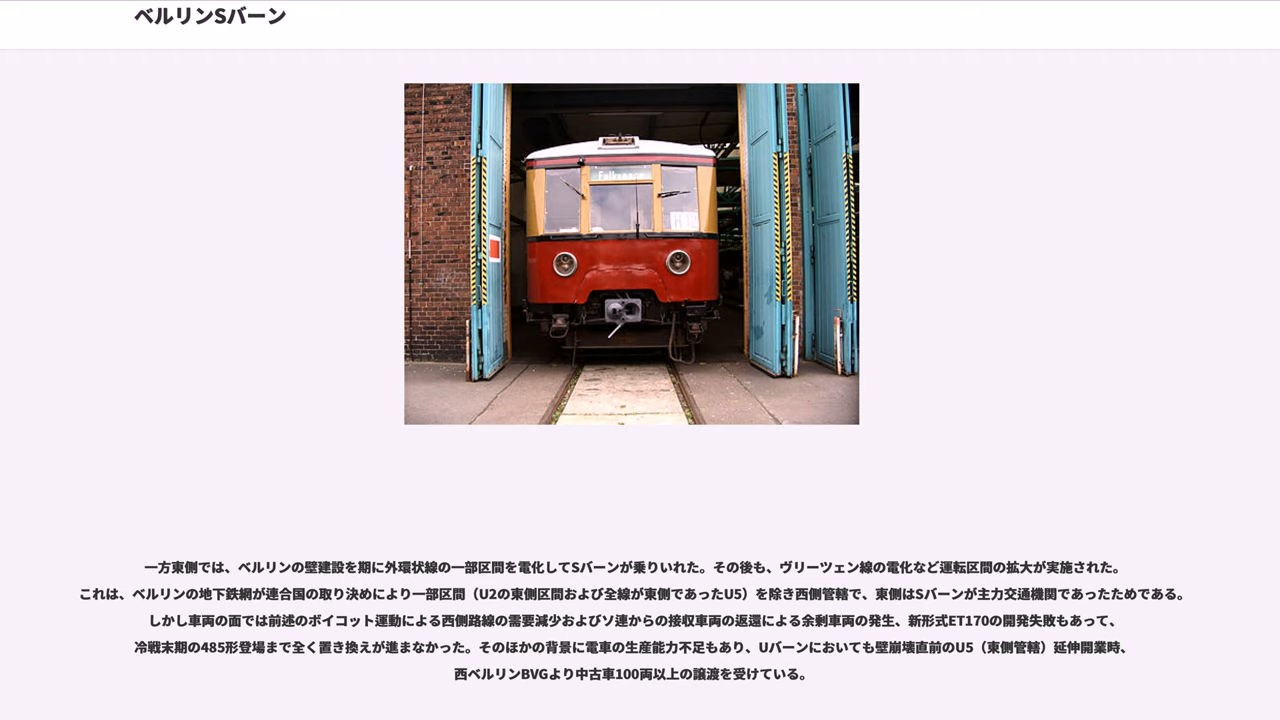 ベルリンSバーン
一方東側では、ベルリンの壁建設を期に外環状線の一部区間を電化してSバーンが乗りいれた。その後も、ヴリーツェン線の電化など運転区間の拡大が実施された。
これは、ベルリンの地下鉄網が連合国の取り決めにより一部区間（U2の東側区間および全線が東側であったU5）を除き西側管轄で、東側はSバーンが主力交通機関であったためである。
しかし車両の面では前述のボイコット運動による西側路線の需要減少およびソ連からの接収車両の返還による余剰車両の発生、新形式ET170の開発失敗もあって、
冷戦末期の485形登場まで全く置き換えが進まなかった。そのほかの背景に電車の生産能力不足もあり、Uバーンにおいても壁崩壊直前のU5（東側管轄）延伸開業時、
西ベルリンBVGより中古車100両以上の譲渡を受けている。